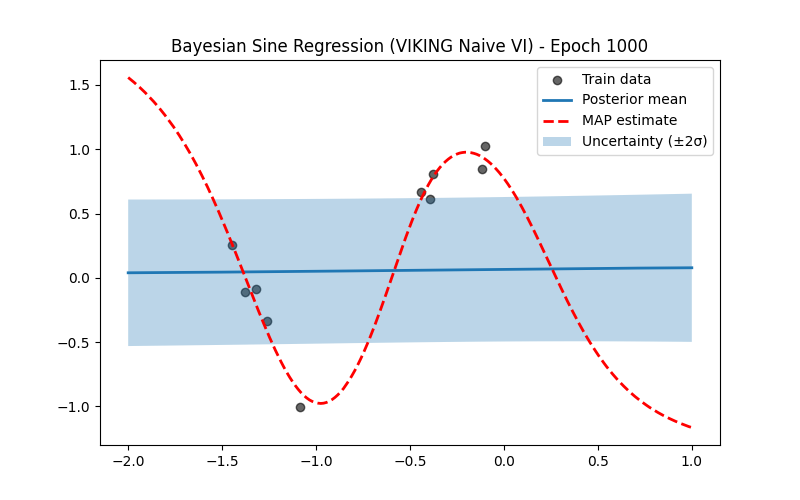 Bayesian Sine Regression (VIKING Naive VI) - Epoch 1000
Train data
Posterior mean
MAP estimate
Uncertainty (±2σ)
1.5
1.0
0.5
0.0
−0.5
−1.0
−2.0 −1.5 −1.0 −0.5 0.0 0.5 1.0